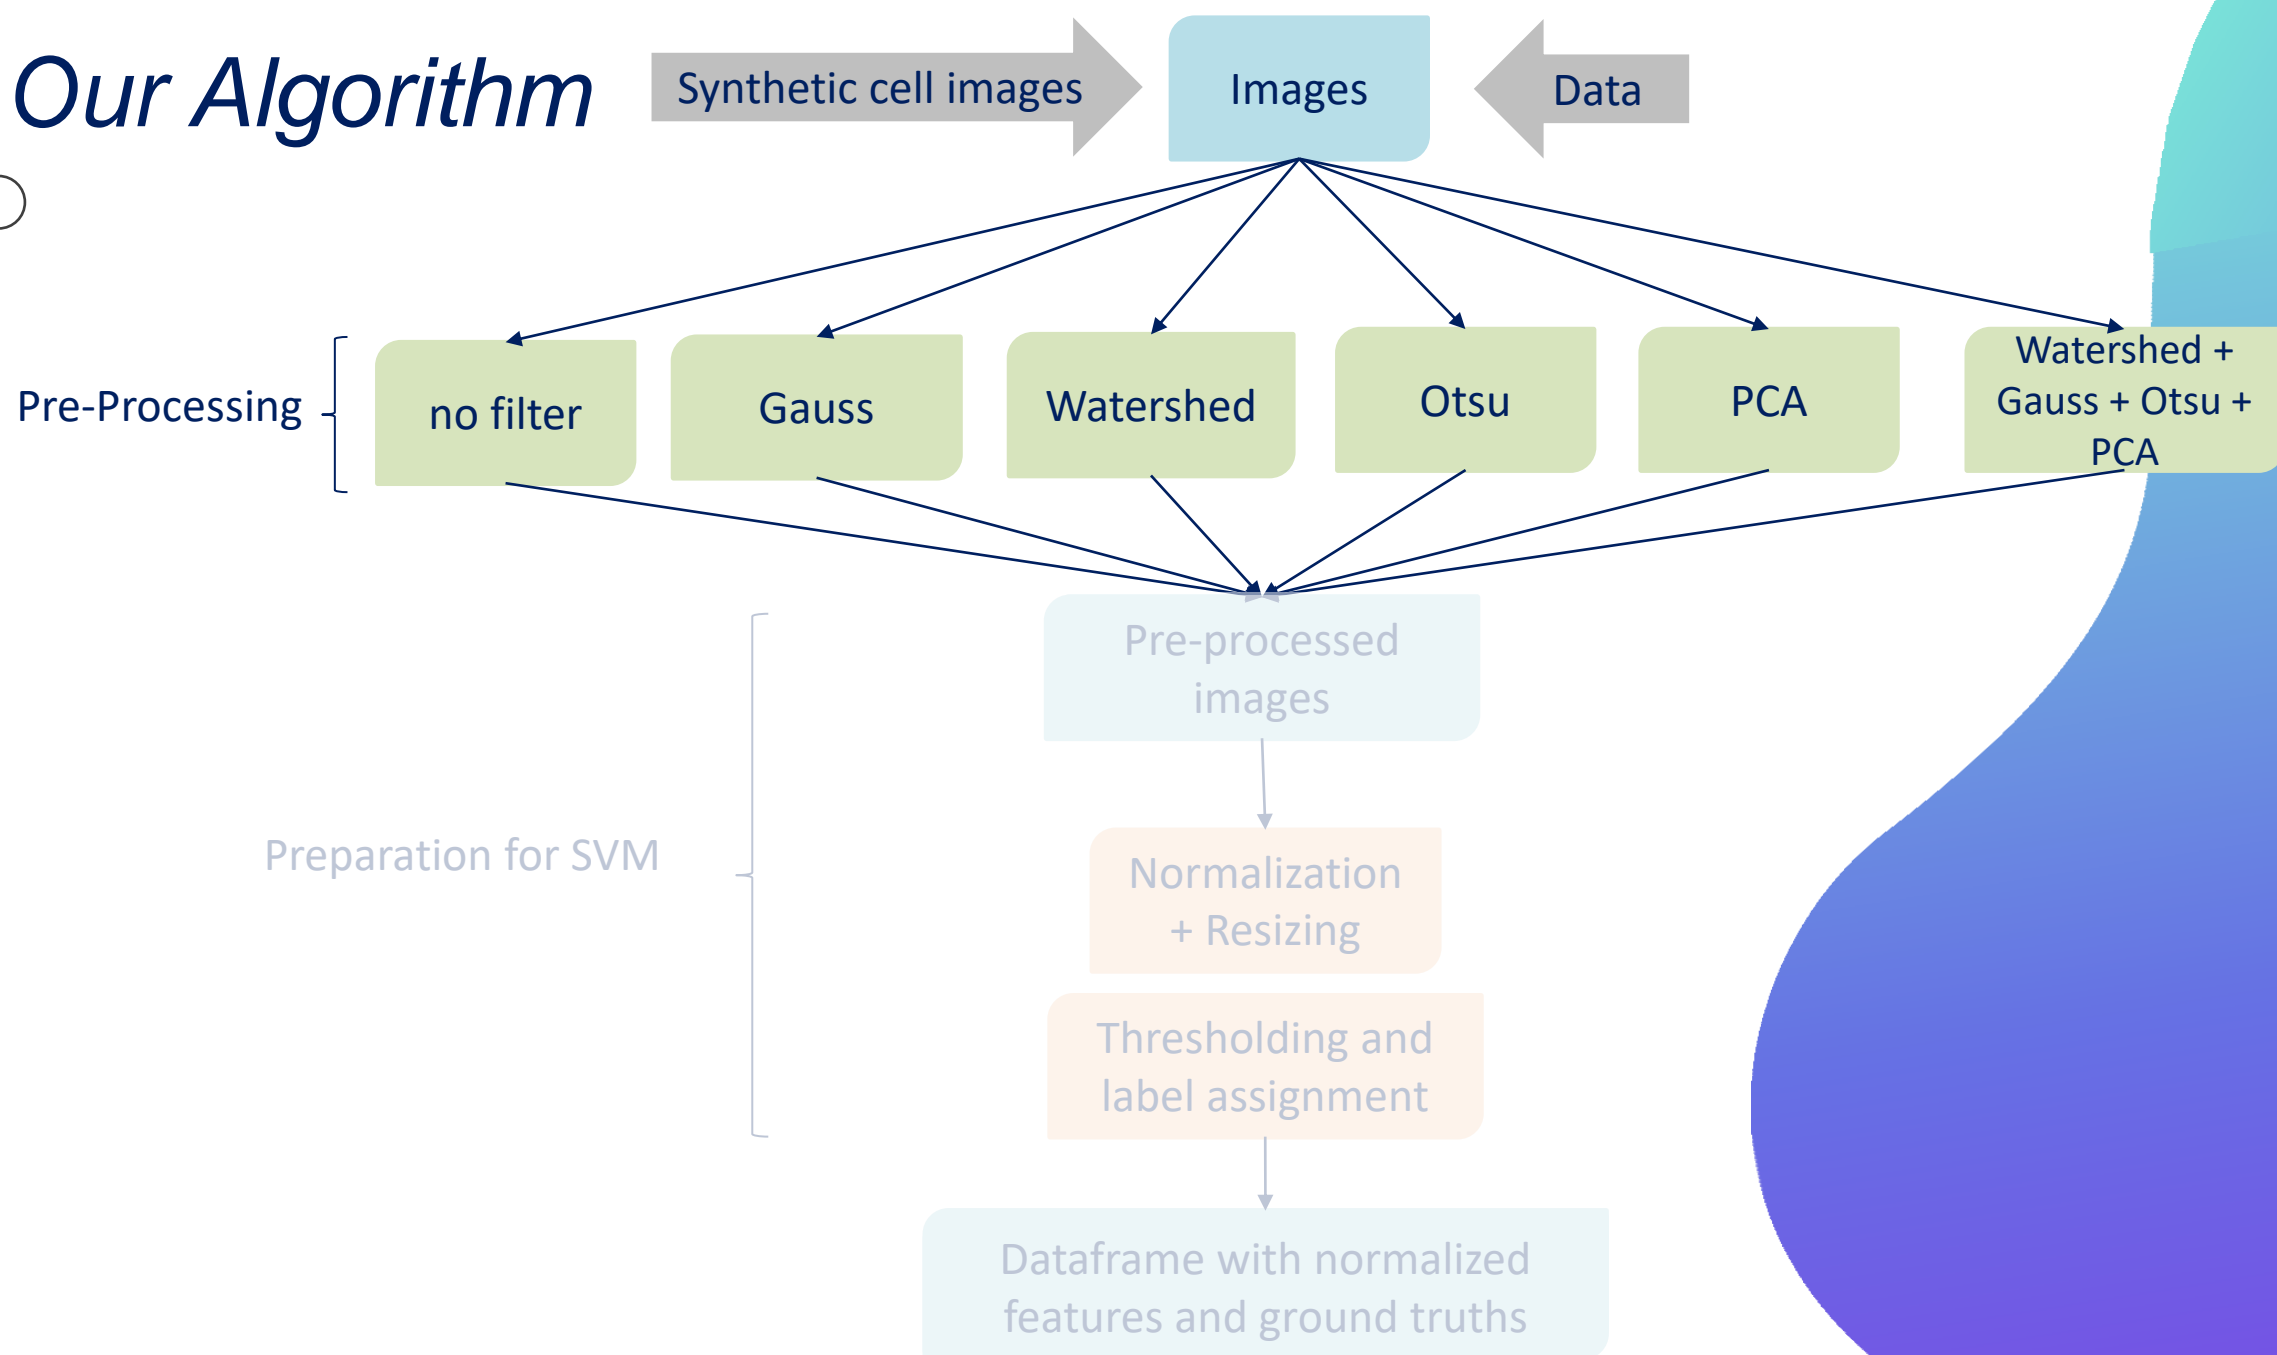 Our Algorithm
Synthetic cell images
Images
Data
Pre-Processing
no filter
Gauss
Watershed
Otsu
PCA
Watershed +
Gauss + Otsu +
PCA
Pre-processed
images
Preparation for SVM
Normalization
+ Resizing
Thresholding and
label assignment
Dataframe with normalized
features and ground truths